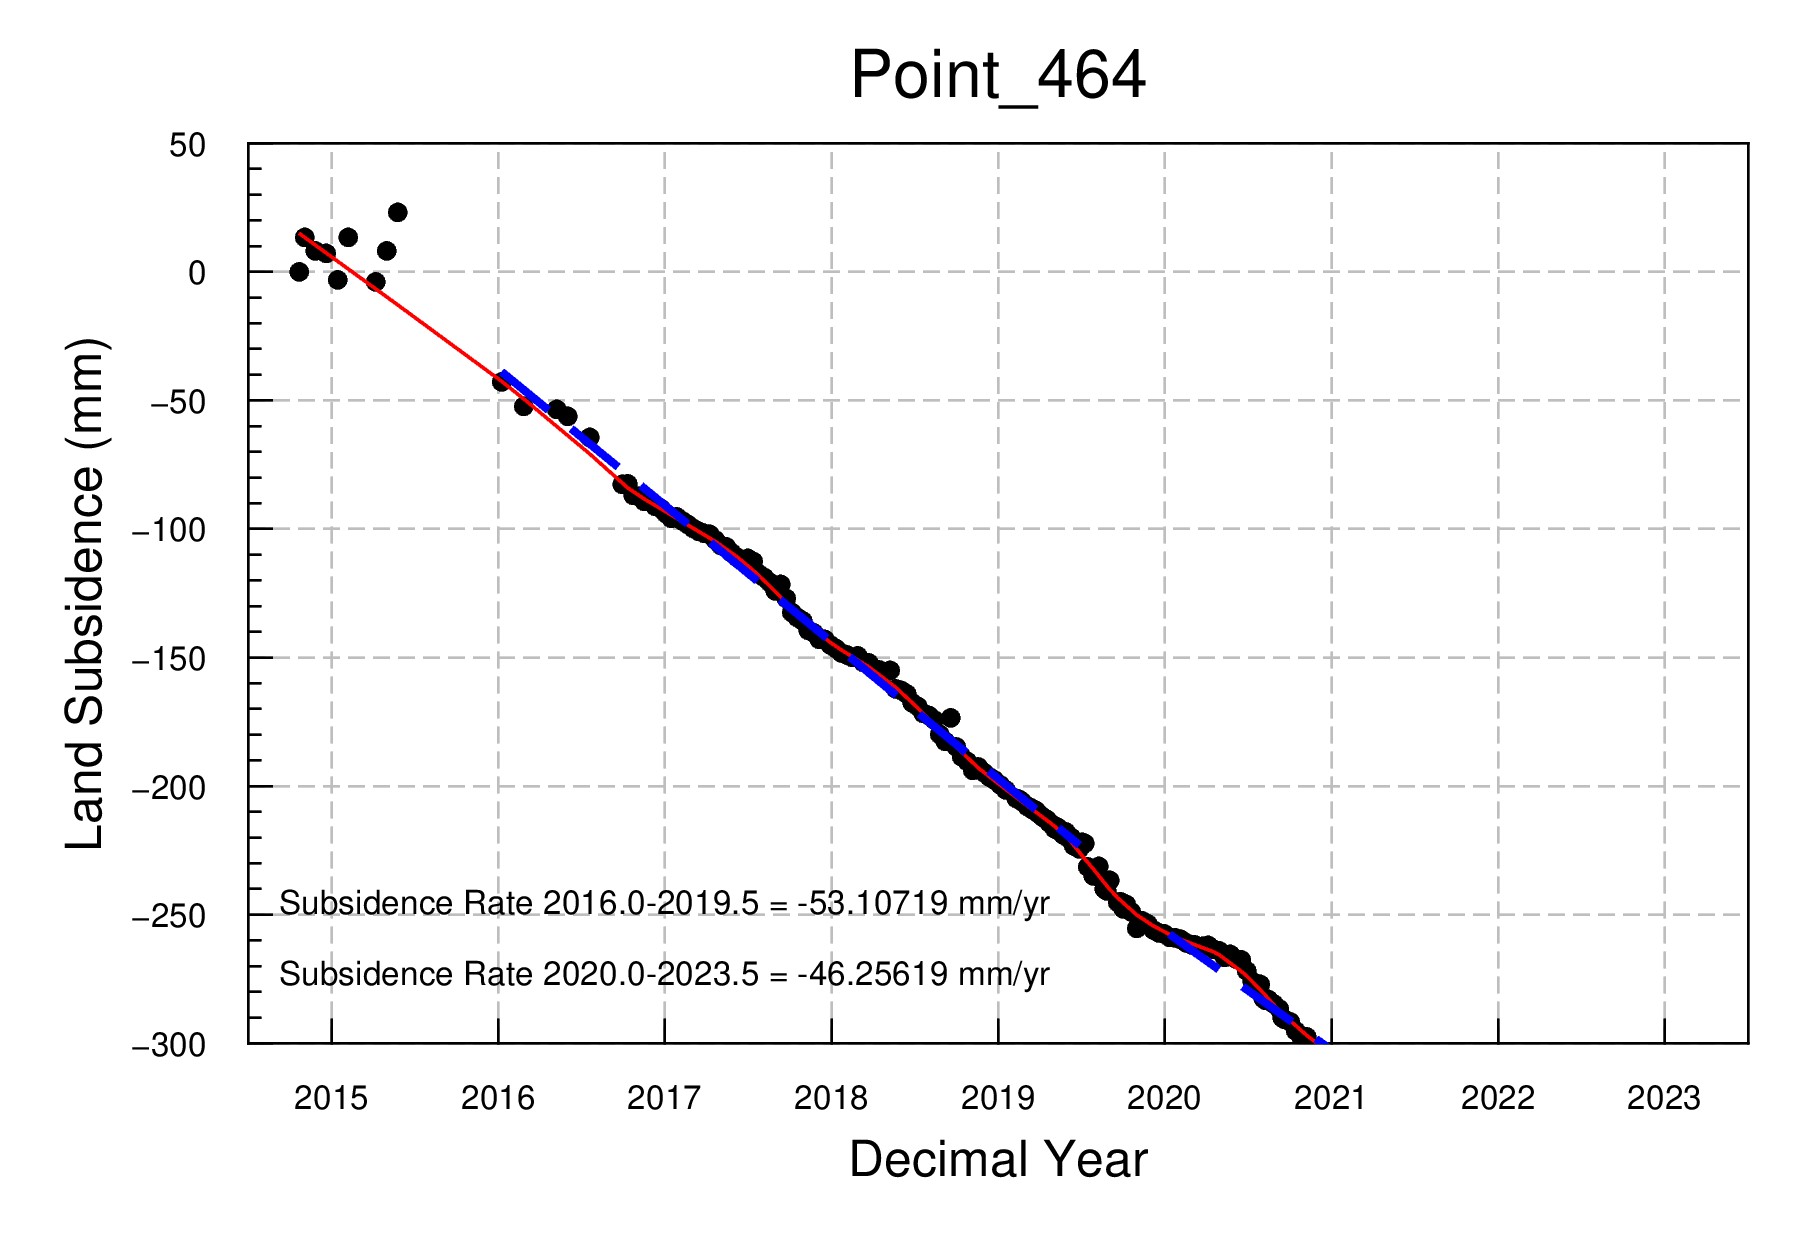 Point_464
50
0
−50
−100
−150
−200
−250
−300
Land Subsidence (mm)
Subsidence Rate 2016.0-2019.5 = -53.10719 mm/yr
Subsidence Rate 2020.0-2023.5 = -46.25619 mm/yr
2015 2016 2017 2018 2019 2020 2021 2022 2023
Decimal Year